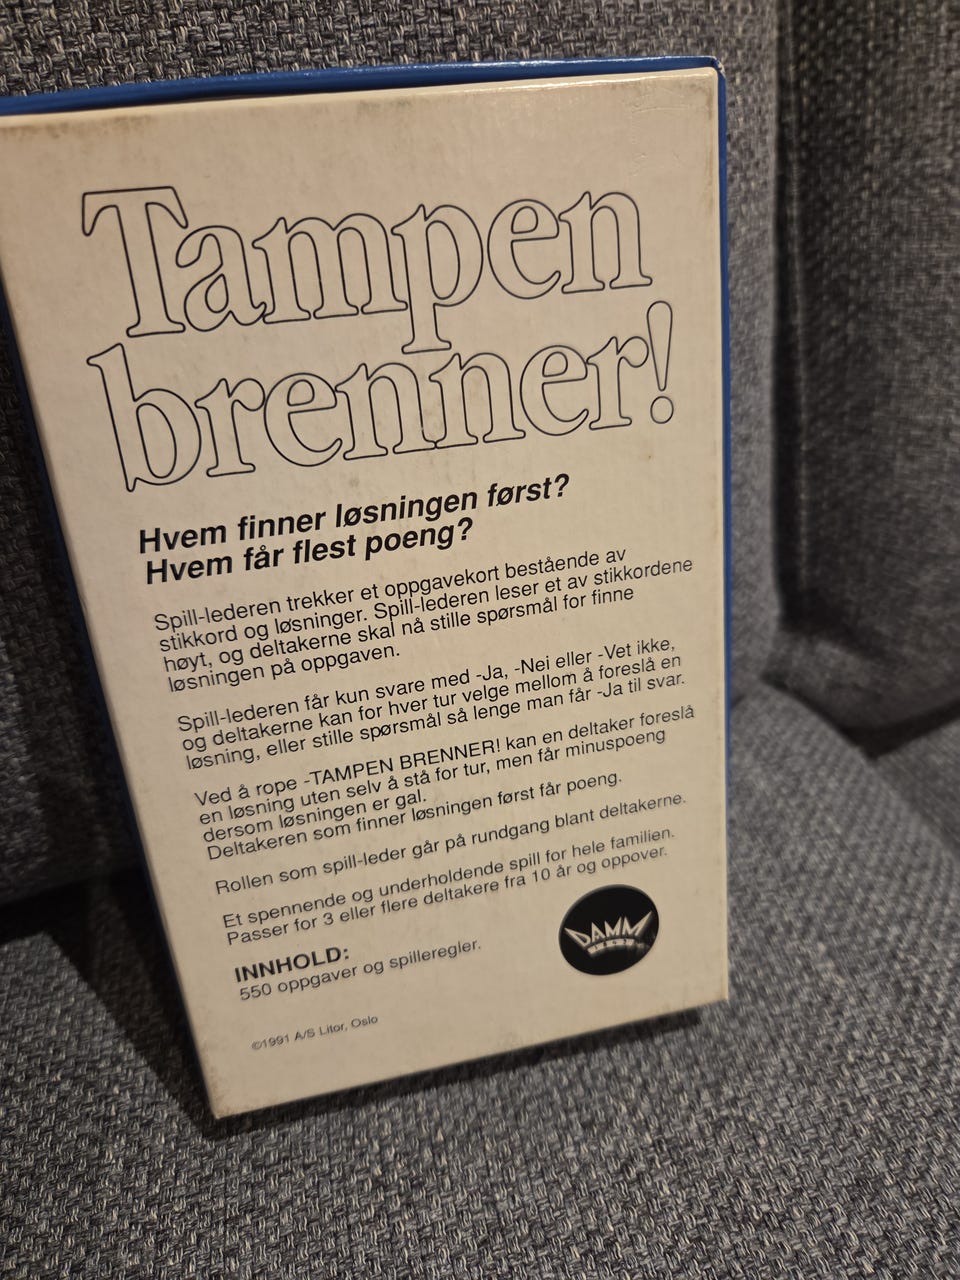 Tampen
brenner!
Hvem finner løsningen først?
Hvem får flest poeng?
Spill-lederen trekker et oppgavekort bestående av
stikkord og løsninger. Spill-lederen leser et av stikkordene
høyt, og deltakerne skal nå stille spørsmål for finne
løsningen på oppgaven.
Spill-lederen får kun svare med -Ja, -Nei eller -Vet ikke,
og deltakerne kan for hver tur velge mellom å foreslå en
løsning, eller stille spørsmål så lenge man får -Ja til svar.
Ved å rope -TAMPEN BRENNER! kan en deltaker foreslå
en løsning uten selv å stå for tur, men får minuspoeng
dersom løsningen er gal.
Deltakeren som finner løsningen først får poeng.
Rollen som spill-leder går på rundgang blant deltakerne.
Et spennende og underholdende spill for hele familien.
Passer for 3 eller flere deltakere fra 10 år og oppover.
INNHOLD:
550 oppgaver og spilleregler.
DAMM
1843
©1991 A/S Litor, Oslo